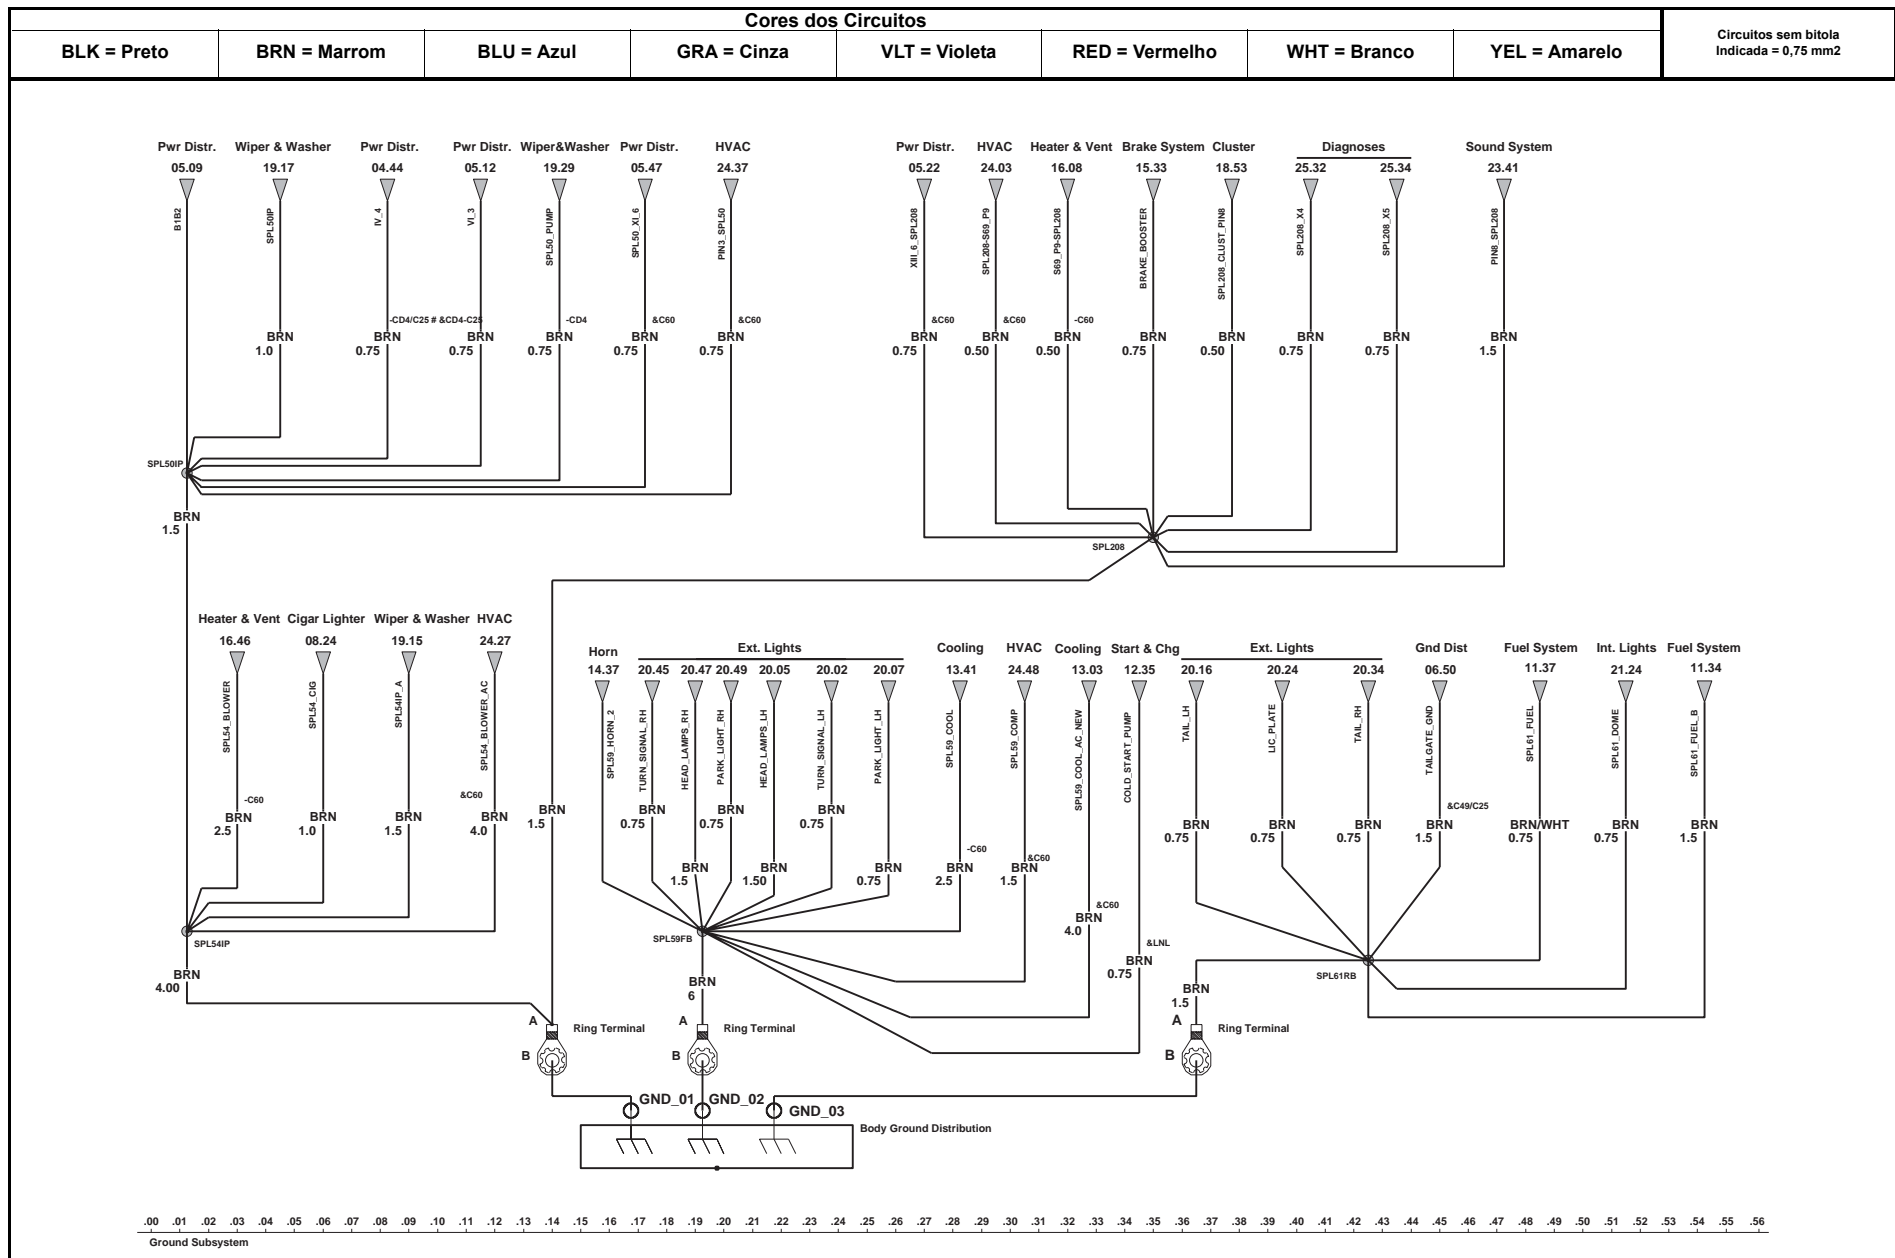 Cores dos Circuitos
BLK = Preto
BRN = Marrom
BLU = Azul
GRA = Cinza
VLT = Violeta
RED = Vermelho
WHT = Branco
YEL = Amarelo
Circuitos sem bitola
Indicada = 0,75 mm2
Pwr Distr. Wiper & Washer Pwr Distr. Pwr Distr. Wiper&Washer Pwr Distr. HVAC
05.09 19.17 04.44 05.12 19.29 05.47 24.37
B1B2 SPL50IP IV_4 VI_3 SPL50_PUMP SPL50_XI_6 PIN3_SPL50
-CD4/C25 # &CD4-C25 -CD4 &C60 &C60
BRN BRN BRN BRN BRN BRN
1.0 0.75 0.75 0.75 0.75 0.75
SPL50IP
BRN
1.5
Pwr Distr. HVAC Heater & Vent Brake System Cluster Diagnoses Sound System
05.22 24.03 16.08 15.33 18.53 25.32 25.34 23.41
XIII_6_SPL208 SPL208-S69_P9 S69_P9-SPL208 BRAKE_BOOSTER SPL208_CLUST_PIN8 SPL208_X4 SPL208_X5 PIN8_SPL208
&C60 &C60 -C60
BRN BRN BRN BRN BRN BRN BRN BRN
0.75 0.50 0.50 0.75 0.50 0.75 0.75 1.5
SPL208
Heater & Vent Cigar Lighter Wiper & Washer HVAC
16.46 08.24 19.15 24.27
SPL54_BLOWER SPL54_CIG SPL54IP_A SPL54_BLOWER_AC
-C60 &C60
BRN BRN BRN BRN
2.5 1.0 1.5 4.0
SPL54IP
BRN
4.00
BRN
1.5
Horn Ext. Lights Cooling HVAC Cooling Start & Chg
14.37 20.45 20.47 20.49 20.05 20.02 20.07 13.41 24.48 13.03 12.35
SPL59_HORN_2 TURN_SIGNAL_RH HEAD_LAMPS_RH PARK_LIGHT_RH HEAD_LAMPS_LH TURN_SIGNAL_LH PARK_LIGHT_LH SPL59_COOL SPL59_COMP SPL59_COOL_AC_NEW COLD_START_PUMP
BRN BRN BRN
0.75 0.75 0.75
-C60 &C60
BRN BRN BRN BRN BRN
1.5 1.50 0.75 2.5 1.5
&C60
BRN
4.0
&LNL
BRN
0.75
SPL59FB
BRN
6
Ext. Lights Gnd Dist Fuel System Int. Lights Fuel System
20.16 20.24 20.34 06.50 11.37 21.24 11.34
TAIL_LH LIC_PLATE TAIL_RH TAILGATE_GND SPL61_FUEL SPL61_DOME SPL61_FUEL_B
&C49/C25
BRN BRN BRN BRN BRN/WHT BRN BRN
0.75 0.75 0.75 1.5 0.75 0.75 1.5
SPL61RB
BRN
1.5
A Ring Terminal A Ring Terminal A Ring Terminal
B B B
GND_01 GND_02 GND_03
Body Ground Distribution
.00 .01 .02 .03 .04 .05 .06 .07 .08 .09 .10 .11 .12 .13 .14 .15 .16 .17 .18 .19 .20 .21 .22 .23 .24 .25 .26 .27 .28 .29 .30 .31 .32 .33 .34 .35 .36 .37 .38 .39 .40 .41 .42 .43 .44 .45 .46 .47 .48 .49 .50 .51 .52 .53 .54 .55 .56
Ground Subsystem